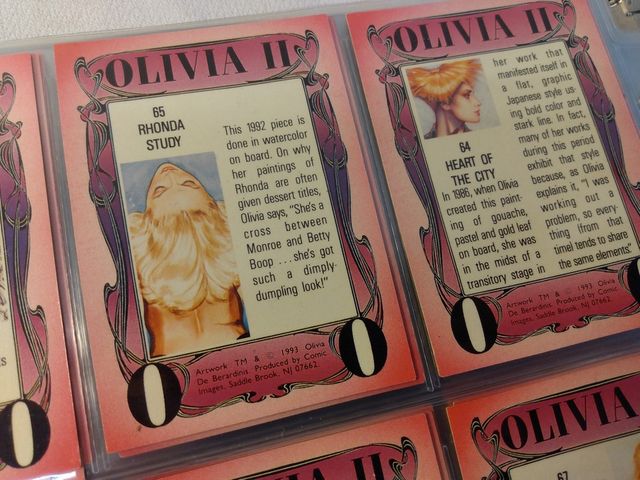 OLIVIA II
65
RHONDA
STUDY
This 1992 piece is
done in watercolor
on board. On why
her paintings of
Rhonda are often
given dessert titles,
Olivia says, "She's a
cross between
Monroe and Betty
Boop ... she's got
such a dimply-
dumpling look!"
Artwork TM & © 1993 Olivia
De Berardinis. Produced by Comic
Images, Saddle Brook, NJ 07662.
OLIVIA II
64
HEART OF
THE CITY
In 1986, when Olivia
created this paint-
ing of gouache,
pastel and gold leaf
on board, she was
in the midst of a
transitory stage in
her work that
manifested itself in
a flat, graphic
Japanese style us-
ing bold color and
stark line. In fact,
many of her works
during this period
exhibit that style
because, as Olivia
explains it, "I was
working out a
problem, so every-
thing (from that
time) tends to share
the same elements"
Artwork TM & © 1993 Olivia
De Berardinis. Produced by Comic
Images, Saddle Brook, NJ 07662.
II
OLIVIA
67